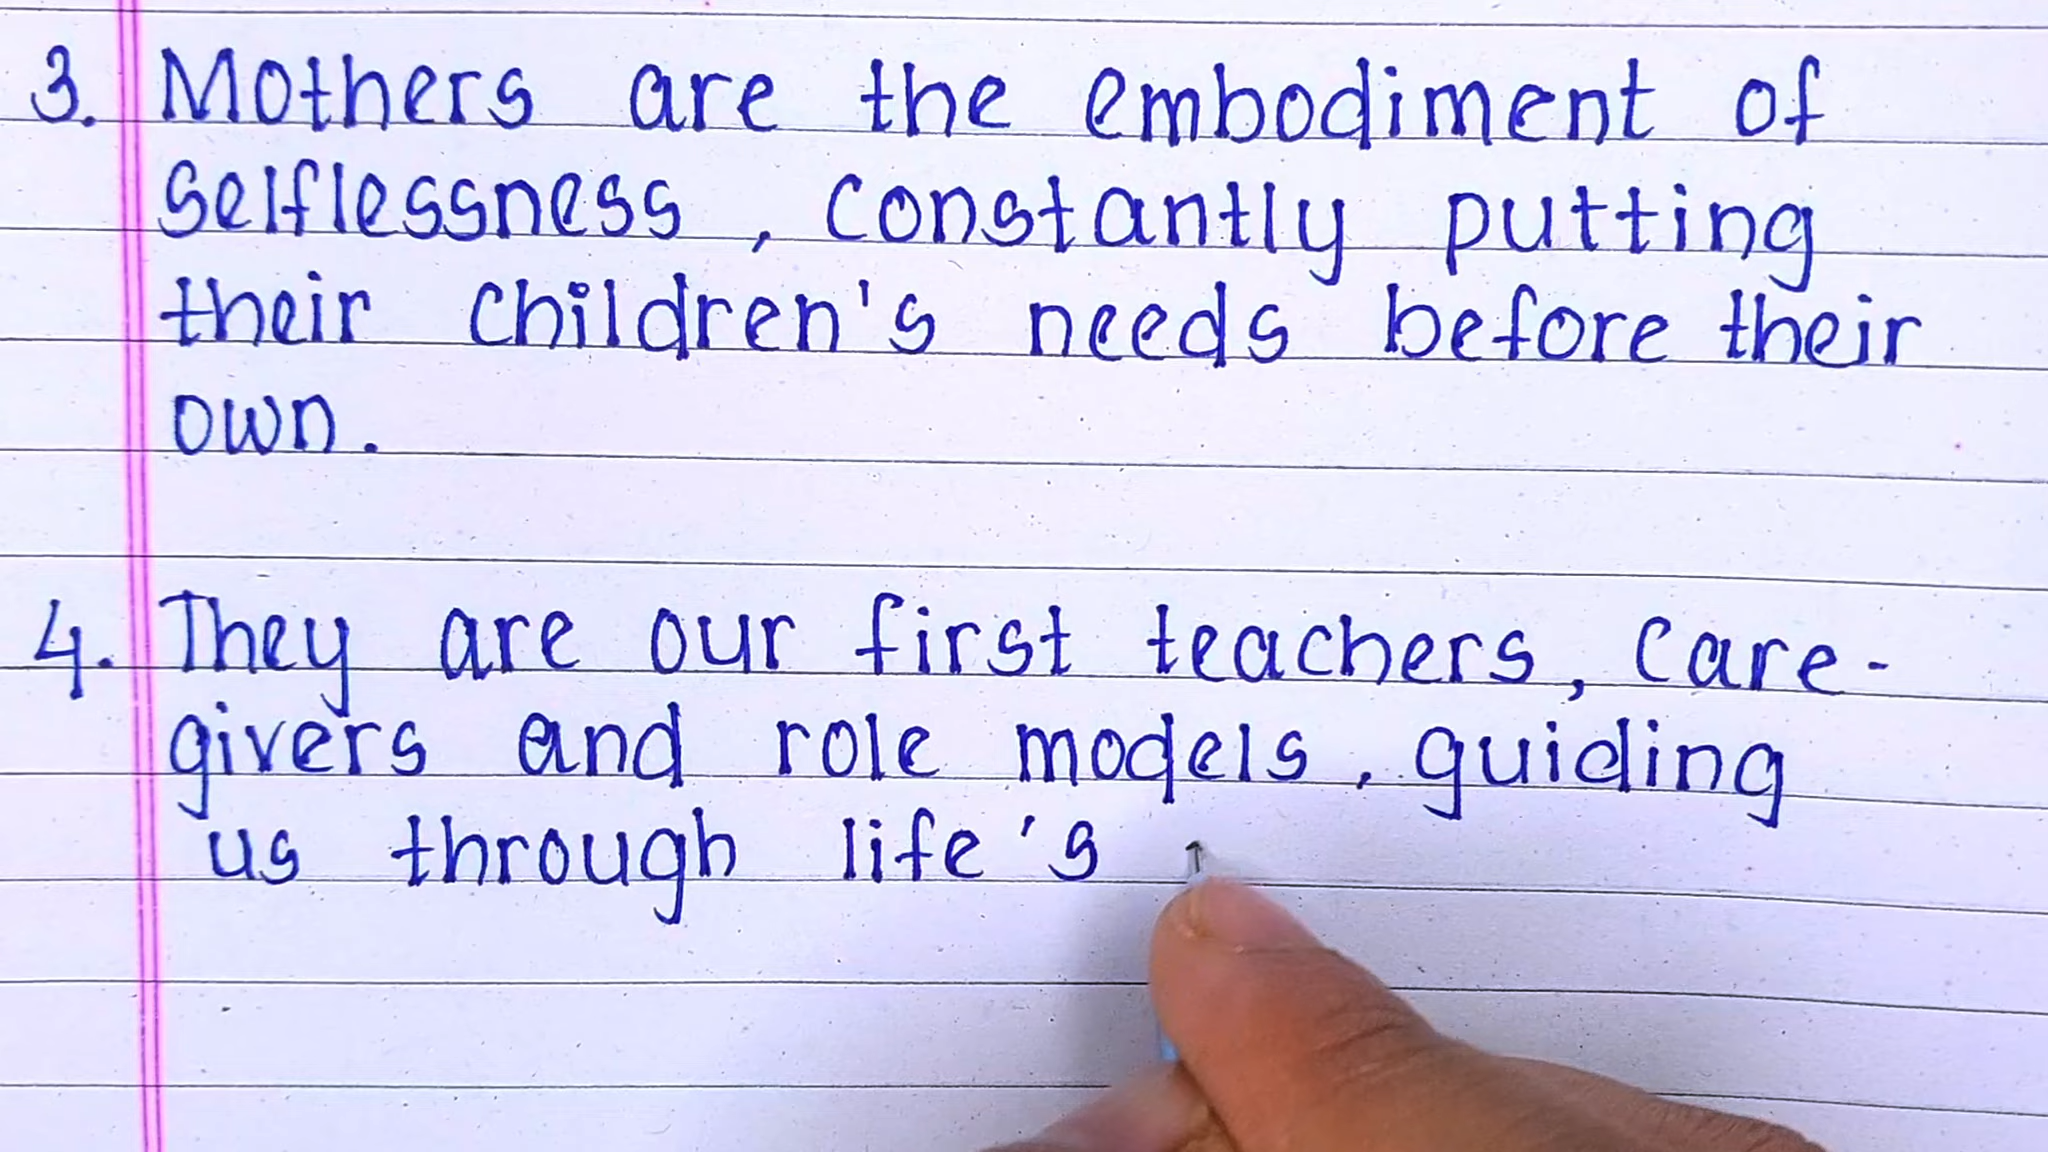 3. Mothers are the embodiment of
selflessness, constantly putting
their children's needs before their
own.
4. They are our first teachers, care-
givers and role models, guiding
us through life's